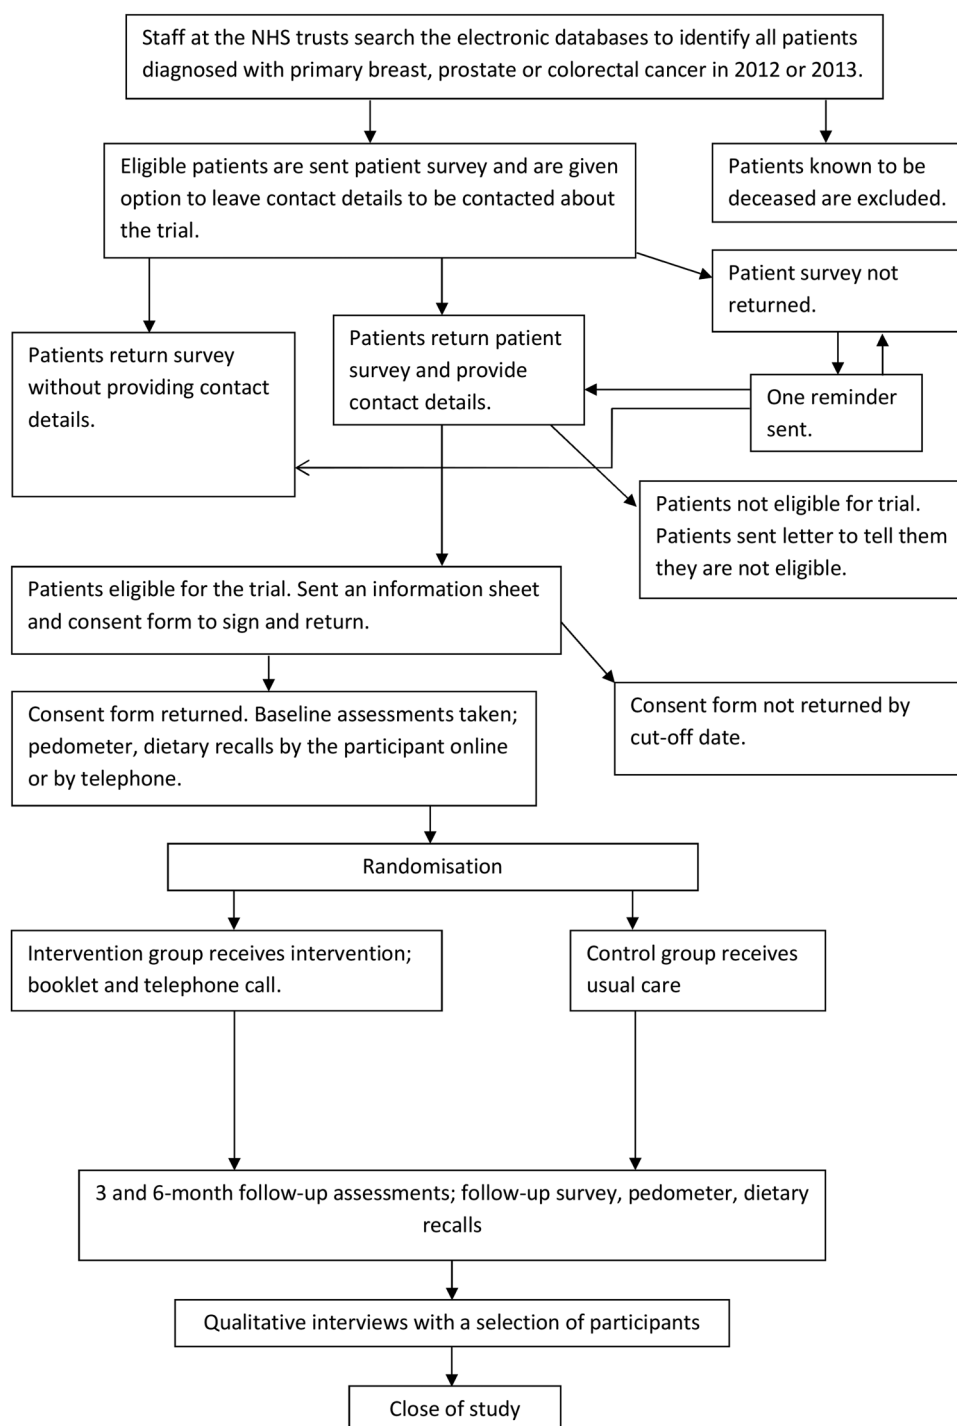 Staff at the NHS trusts search the electronic databases to identify all patients
diagnosed with primary breast, prostate or colorectal cancer in 2012 or 2013.
Eligible patients are sent patient survey and are given
option to leave contact details to be contacted about
the trial.
Patients known to be
deceased are excluded.
Patient survey not
returned.
Patients return survey
without providing contact
details.
Patients return patient
survey and provide
contact details.
One reminder
sent.
Patients not eligible for trial.
Patients sent letter to tell them
they are not eligible.
Patients eligible for the trial. Sent an information sheet
and consent form to sign and return.
Consent form not returned by
cut-off date.
Consent form returned. Baseline assessments taken;
pedometer, dietary recalls by the participant online
or by telephone.
Randomisation
Intervention group receives intervention;
booklet and telephone call.
Control group receives
usual care
3 and 6-month follow-up assessments; follow-up survey, pedometer, dietary
recalls
Qualitative interviews with a selection of participants
Close of study